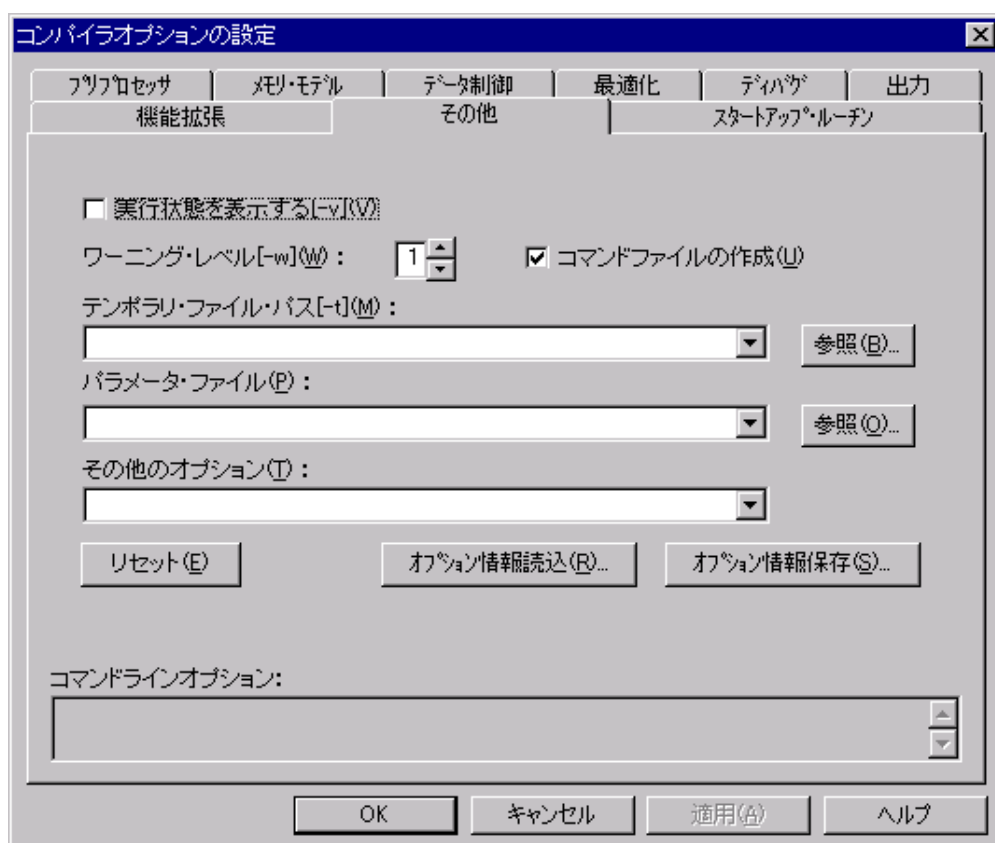 コンパイラオプションの設定
ﾌﾟﾘﾌﾟﾛｾｯｻ ﾒﾓﾘ･ﾓﾃﾞﾙ ﾃﾞｰﾀ制御 最適化 ﾃﾞｨﾊﾞｸﾞ 出力
機能拡張 その他 ｽﾀｰﾄｱｯﾌﾟ･ﾙｰﾁﾝ
実行状態を表示する[-v](V)
ワーニング・レベル[-w](W)： 1 コマンドファイルの作成(U)
テンポラリ・ファイル・パス[-t](M)：
参照(B)...
パラメータ・ファイル(P)：
参照(O)...
その他のオプション(T)：
リセット(E) ｵﾌﾟｼｮﾝ情報読込(R)... ｵﾌﾟｼｮﾝ情報保存(S)...
コマンドラインオプション:
OK キャンセル 適用(A) ヘルプ